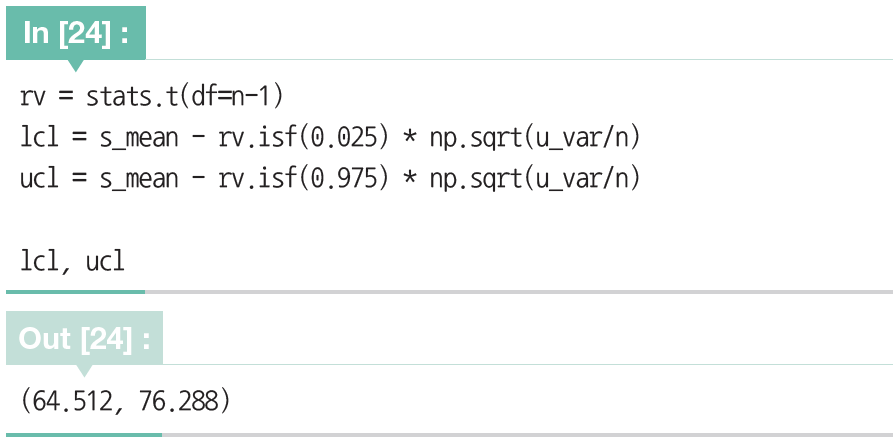 In [24] :
rv = stats.t(df=n-1)
lcl = s_mean - rv.isf(0.025) * np.sqrt(u_var/n)
ucl = s_mean - rv.isf(0.975) * np.sqrt(u_var/n)
lcl, ucl
Out [24] :
(64.512, 76.288)